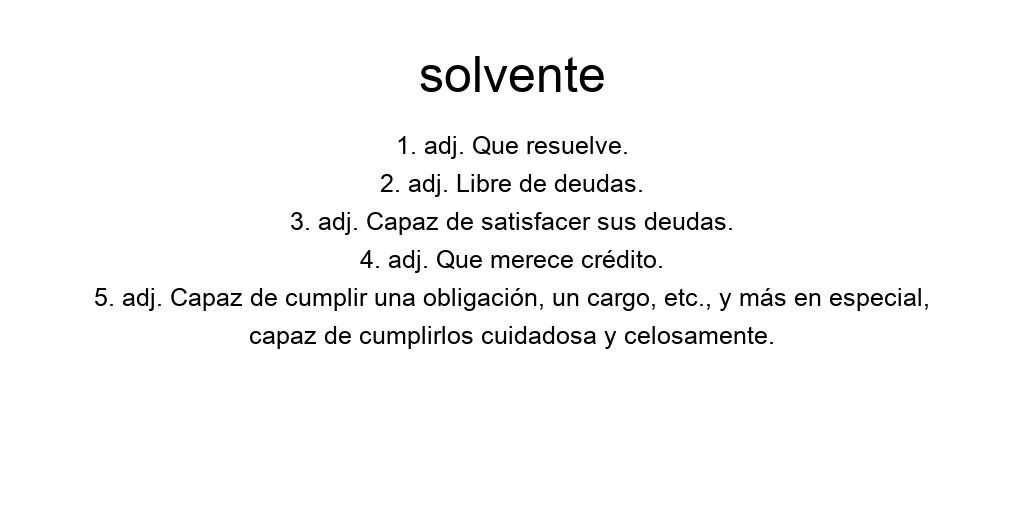 solvente
1. adj. Que resuelve.
2. adj. Libre de deudas.
3. adj. Capaz de satisfacer sus deudas.
4. adj. Que merece crédito.
5. adj. Capaz de cumplir una obligación, un cargo, etc., y más en especial,
capaz de cumplirlos cuidadosa y celosamente.